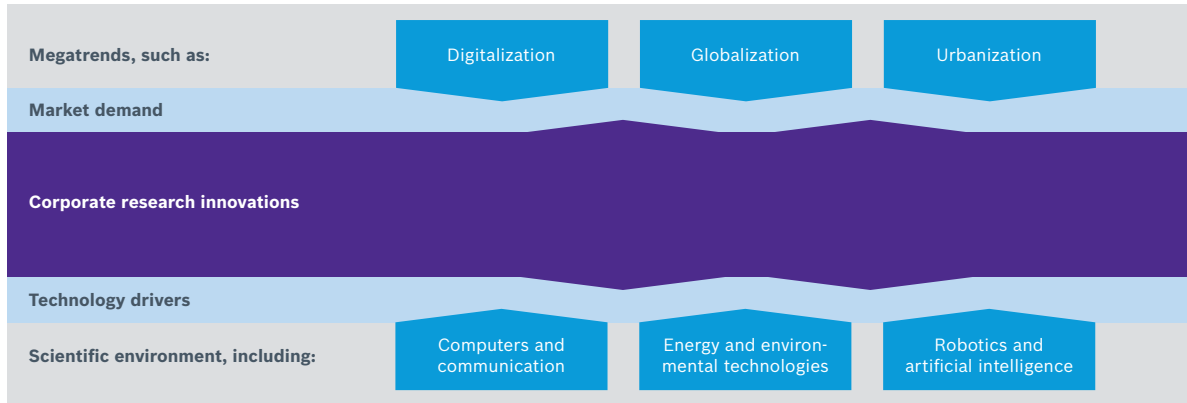 Megatrends, such as:
Digitalization
Globalization
Urbanization
Market demand
Corporate research innovations
Technology drivers
Scientific environment, including:
Computers and
communication
Energy and environ-
mental technologies
Robotics and
artificial intelligence